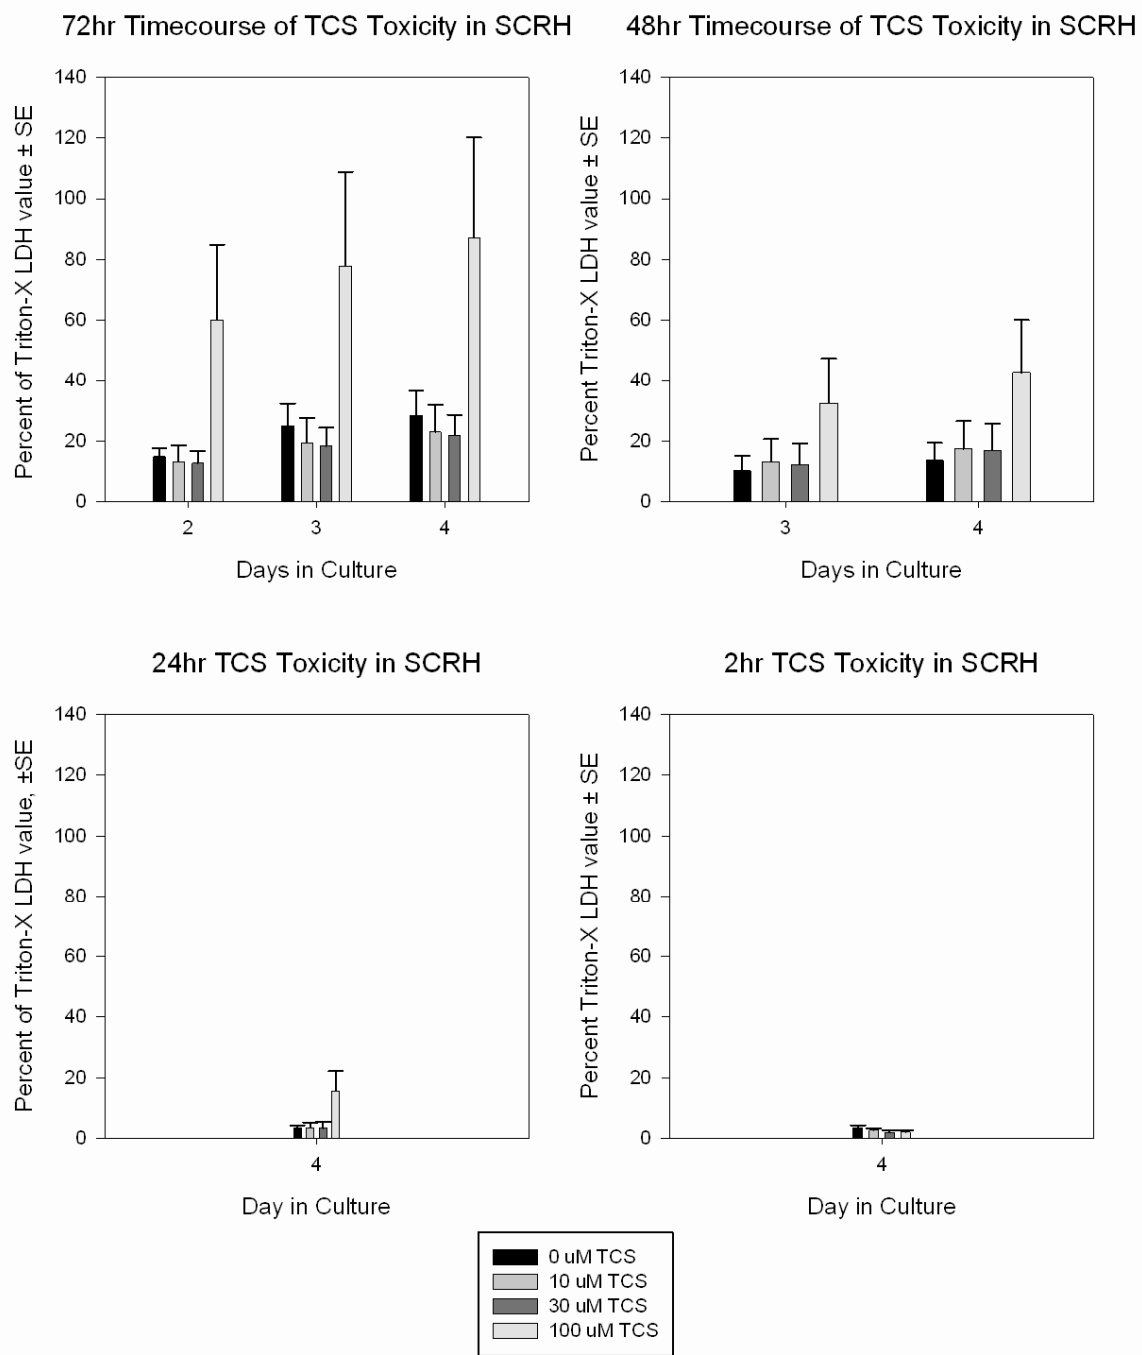 72hr Timecourse of TCS Toxicity in SCRH
Percent of Triton-X LDH value ± SE
140
120
100
80
60
40
20
0
2 3 4
Days in Culture
48hr Timecourse of TCS Toxicity in SCRH
Percent Triton-X LDH value ± SE
140
120
100
80
60
40
20
0
3 4
Days in Culture
24hr TCS Toxicity in SCRH
Percent of Triton-X LDH value, ±SE
140
120
100
80
60
40
20
0
4
Day in Culture
2hr TCS Toxicity in SCRH
Percent Triton-X LDH value ± SE
140
120
100
80
60
40
20
0
4
Day in Culture
0 uM TCS
10 uM TCS
30 uM TCS
100 uM TCS